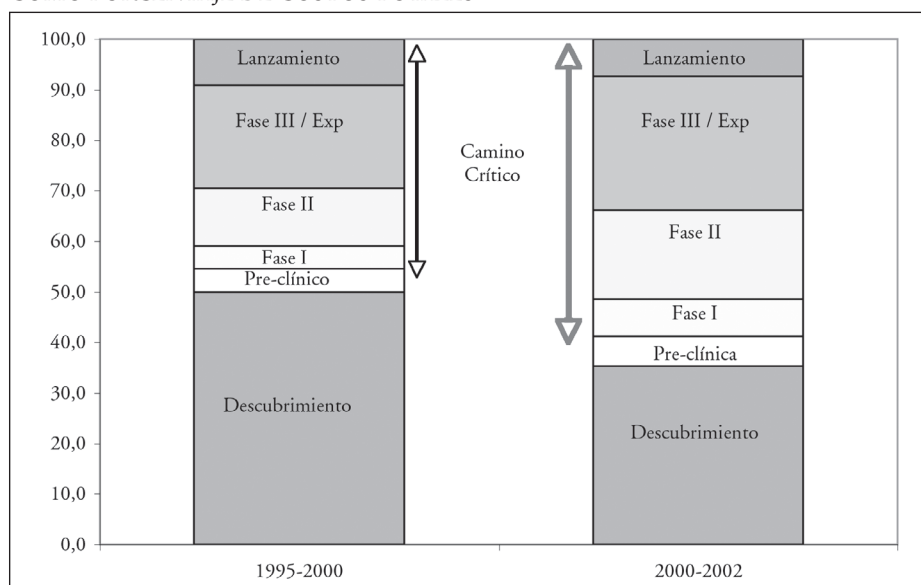 100,0
90,0
80,0
70,0
60,0
50,0
40,0
30,0
20,0
10,0
0,0
Lanzamiento
Fase III / Exp
Fase II
Fase I
Pre-clínico
Descubrimiento
Camino
Crítico
Lanzamiento
Fase III / Exp
Fase II
Fase I
Pre-clínica
Descubrimiento
1995-2000
2000-2002